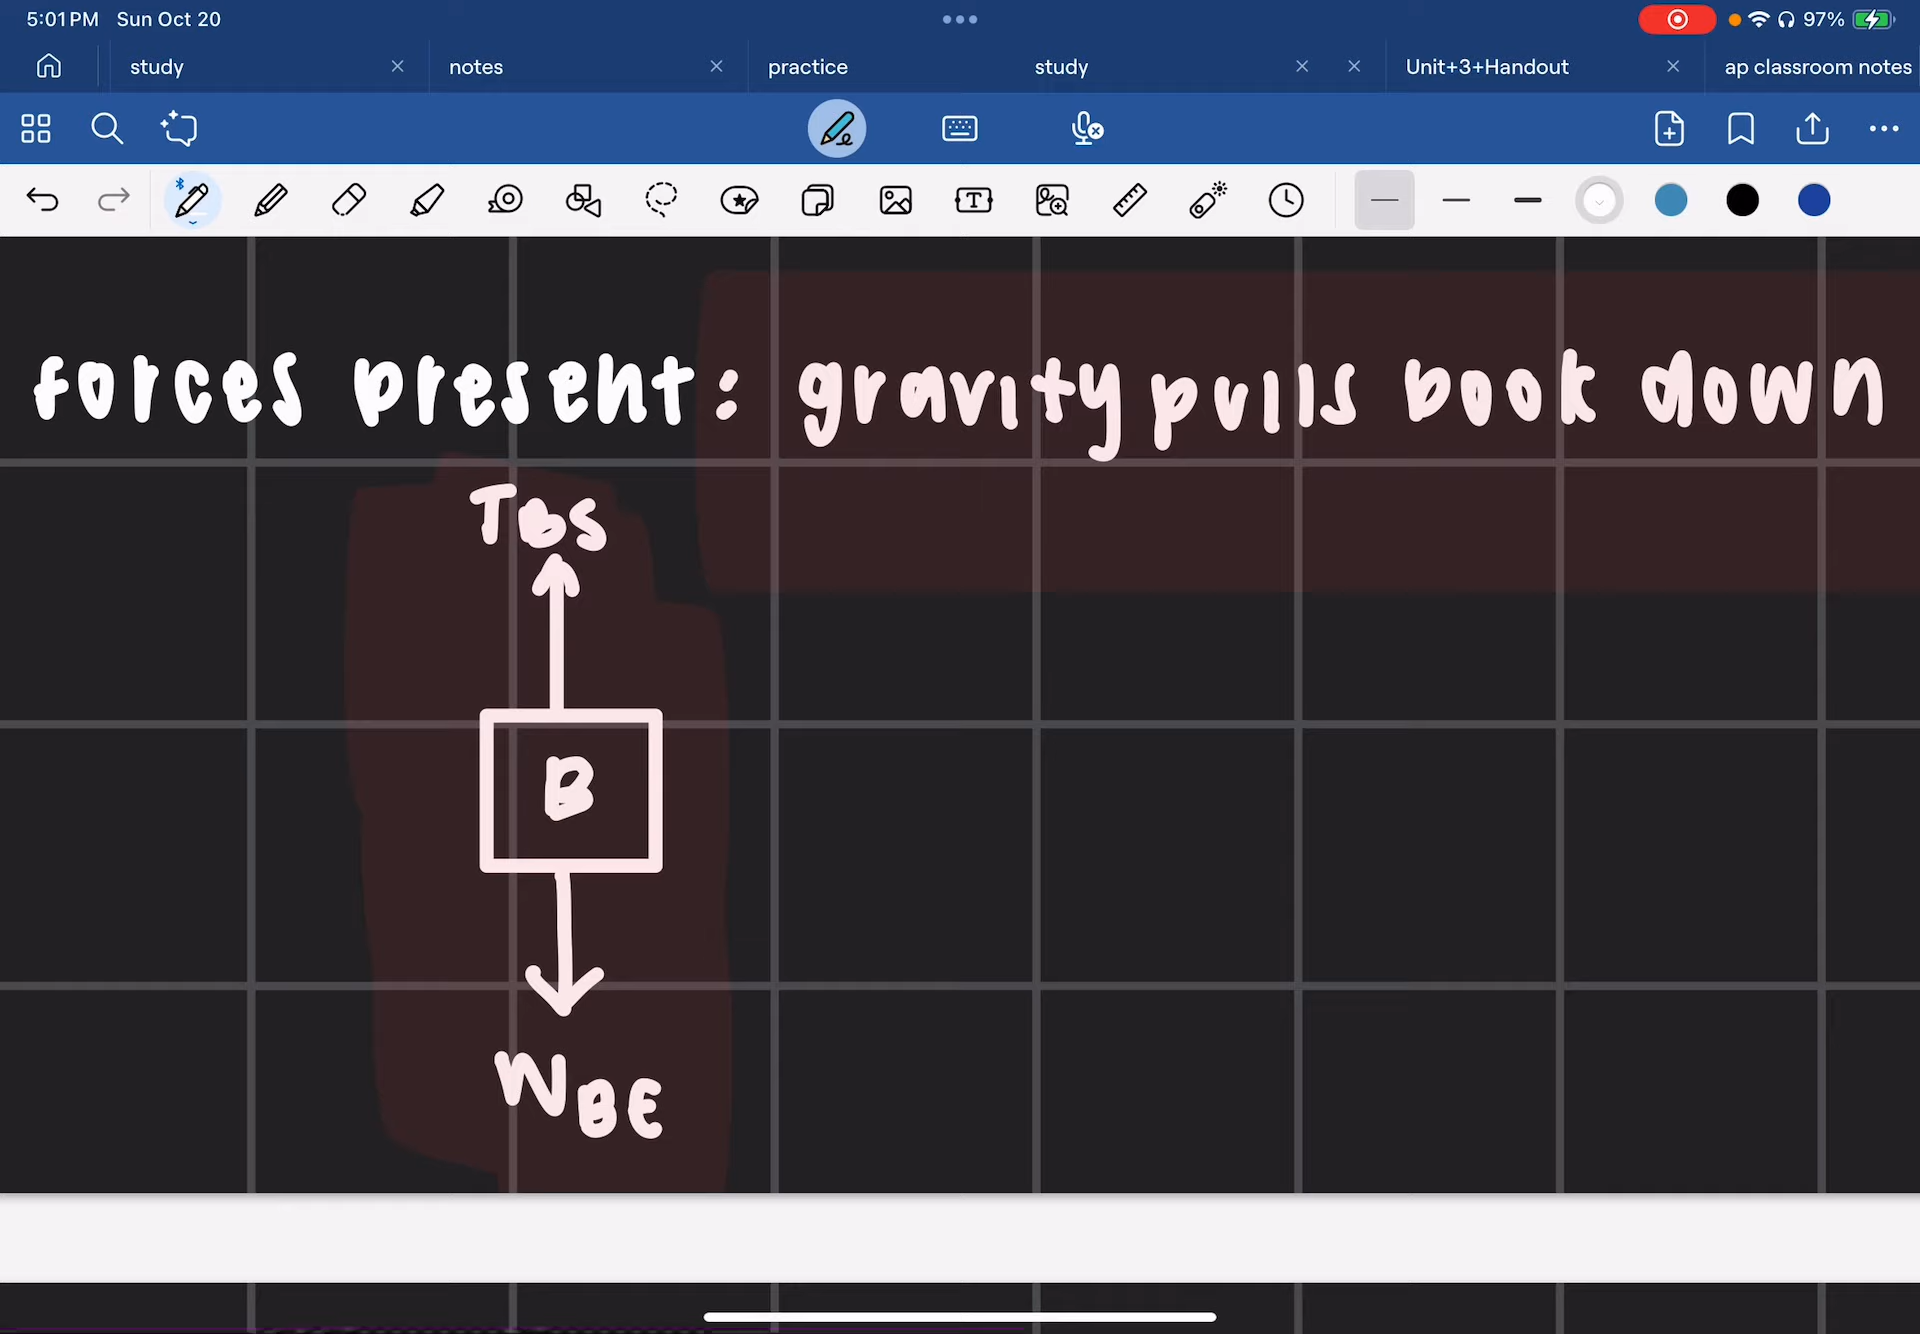 5:01 PM Sun Oct 20 97%
study notes practice study Unit+3+Handout ap classroom notes
forces present: gravity pulls book down
TBS
B
WBE